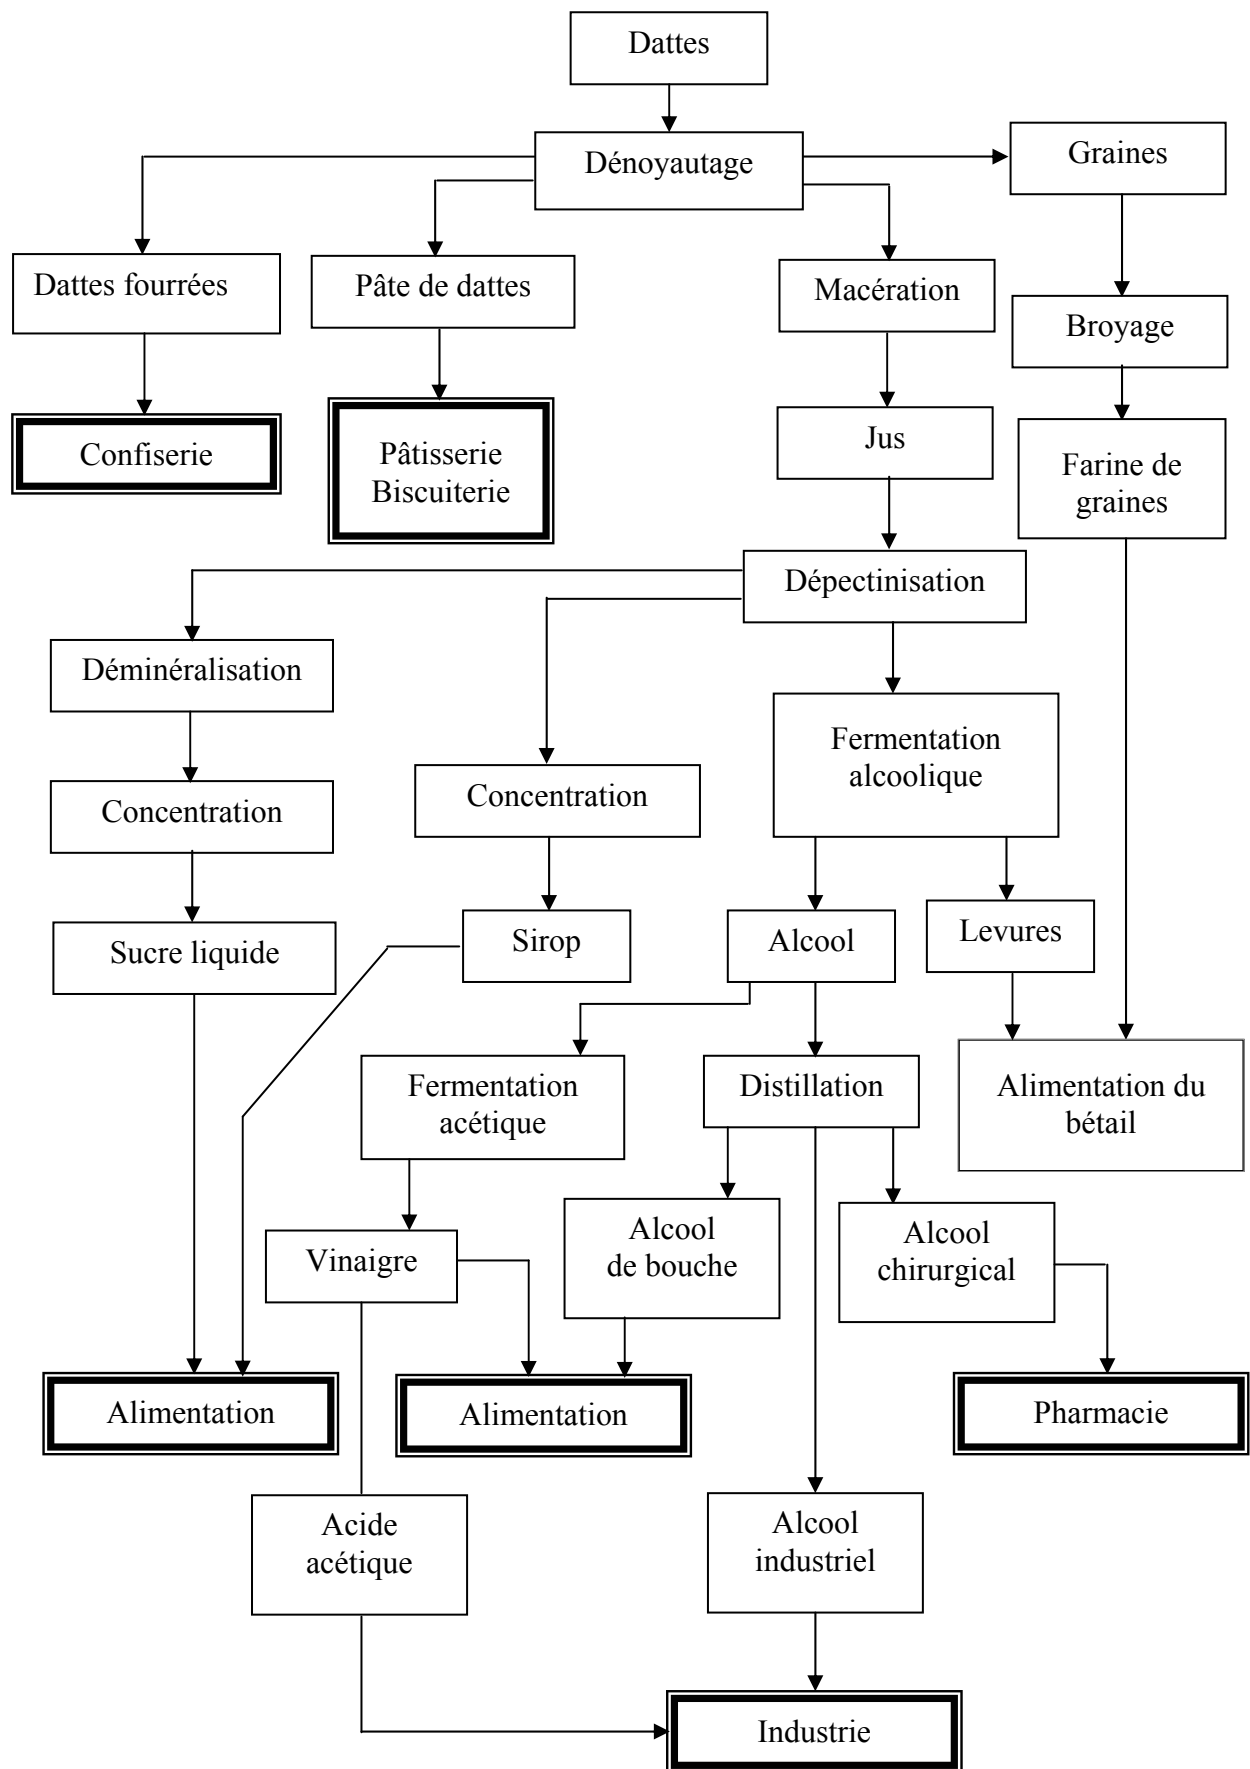 Dattes
Dénoyautage
Graines
Dattes fourrées
Pâte de dattes
Macération
Broyage
Confiserie
Pâtisserie
Biscuiterie
Jus
Farine de
graines
Dépectinisation
Déminéralisation
Fermentation
alcoolique
Concentration
Concentration
Sucre liquide
Sirop
Alcool
Levures
Fermentation
acétique
Distillation
Alimentation du
bétail
Vinaigre
Alcool
de bouche
Alcool
chirurgical
Alimentation
Alimentation
Pharmacie
Acide
acétique
Alcool
industriel
Industrie